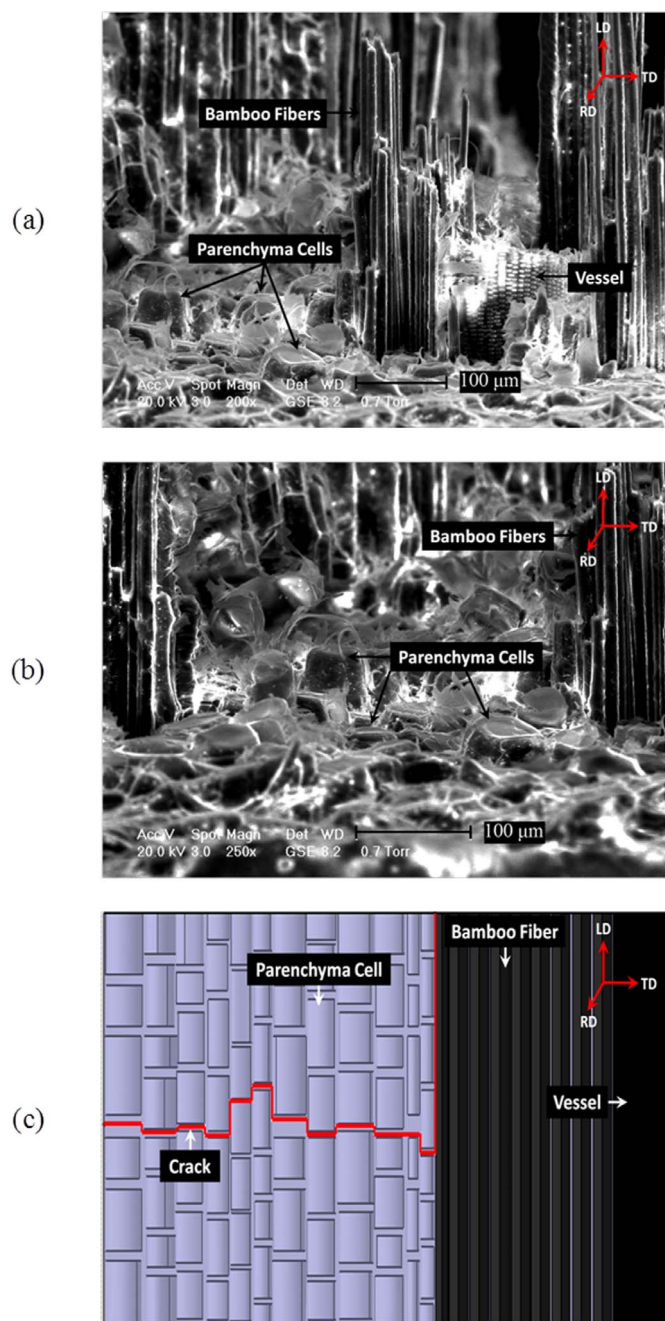 (a)
LD
TD
RD
Bamboo Fibers
Parenchyma Cells
Vessel
Acc.V Spot Magn Det WD
20.0 kV 3.0 200x GSE 8.2 0.7 Torr
100 μm
(b)
LD
TD
RD
Bamboo Fibers
Parenchyma Cells
Acc.V Spot Magn Det WD
20.0 kV 3.0 250x GSE 8.2 0.7 Torr
100 μm
(c)
Bamboo Fiber
LD
TD
RD
Parenchyma Cell
Vessel
Crack